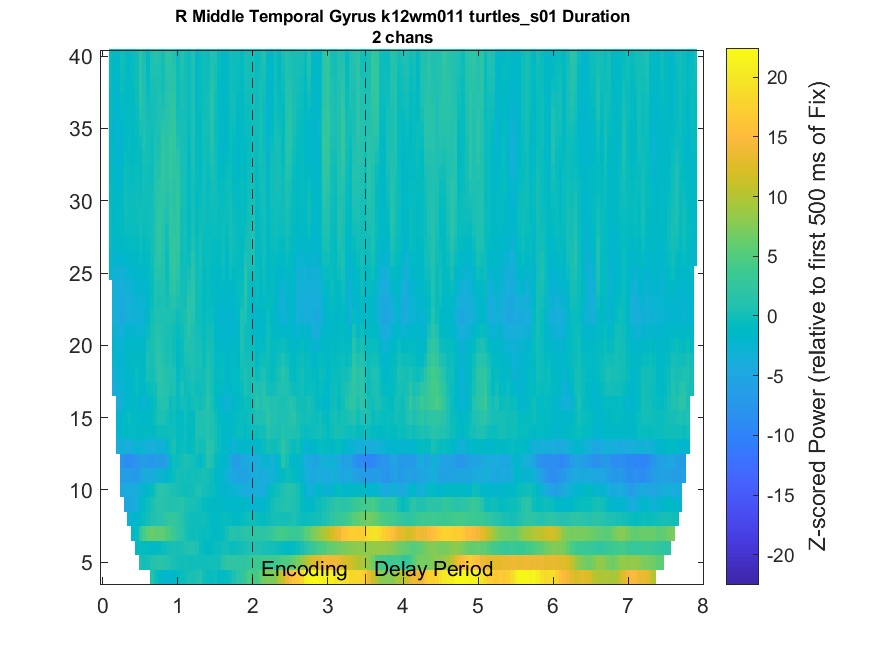 R Middle Temporal Gyrus k12wm011 turtles_s01 Duration
2 chans
40
35
30
25
20
15
10
5
Encoding
Delay Period
0 1 2 3 4 5 6 7 8
20
15
10
5
0
-5
-10
-15
-20
Z-scored Power (relative to first 500 ms of Fix)